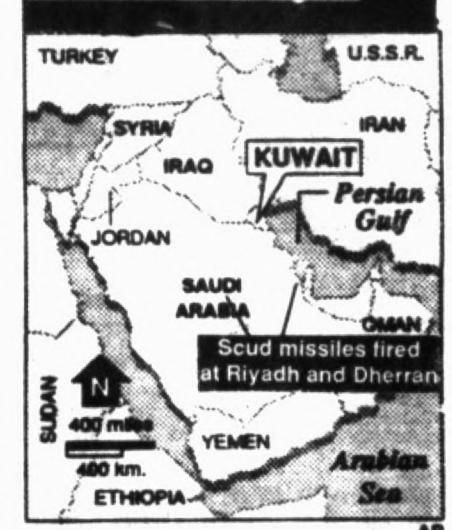 TURKEY
U.S.S.R.
SYRIA
IRAN
IRAQ
KUWAIT
Persian
Gulf
JORDAN
SAUDI
ARABIA
OMAN
Scud missiles fired
at Riyadh and Dherran
N
SUDAN
400 miles
400 km.
YEMEN
Arabian
Sea
ETHIOPIA
AP